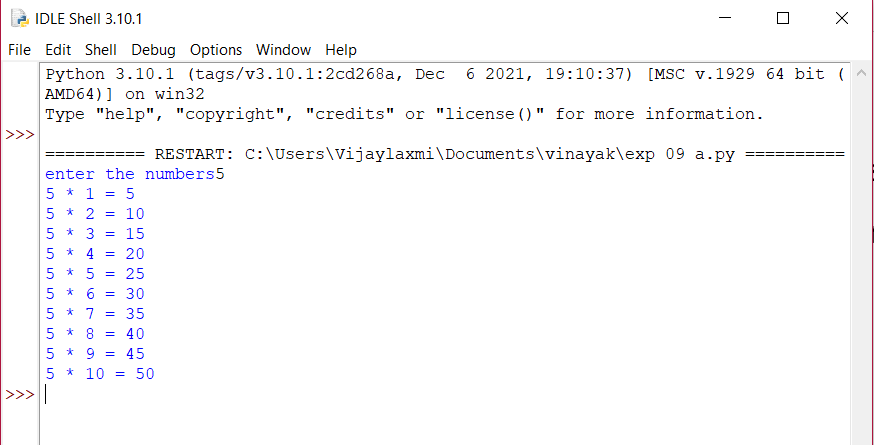 IDLE Shell 3.10.1
File Edit Shell Debug Options Window Help
Python 3.10.1 (tags/v3.10.1:2cd268a, Dec  6 2021, 19:10:37) [MSC v.1929 64 bit (
AMD64)] on win32
Type "help", "copyright", "credits" or "license()" for more information.
>>>
========== RESTART: C:\Users\Vijaylaxmi\Documents\vinayak\exp 09 a.py ==========
enter the numbers5
5 * 1 = 5
5 * 2 = 10
5 * 3 = 15
5 * 4 = 20
5 * 5 = 25
5 * 6 = 30
5 * 7 = 35
5 * 8 = 40
5 * 9 = 45
5 * 10 = 50
>>>